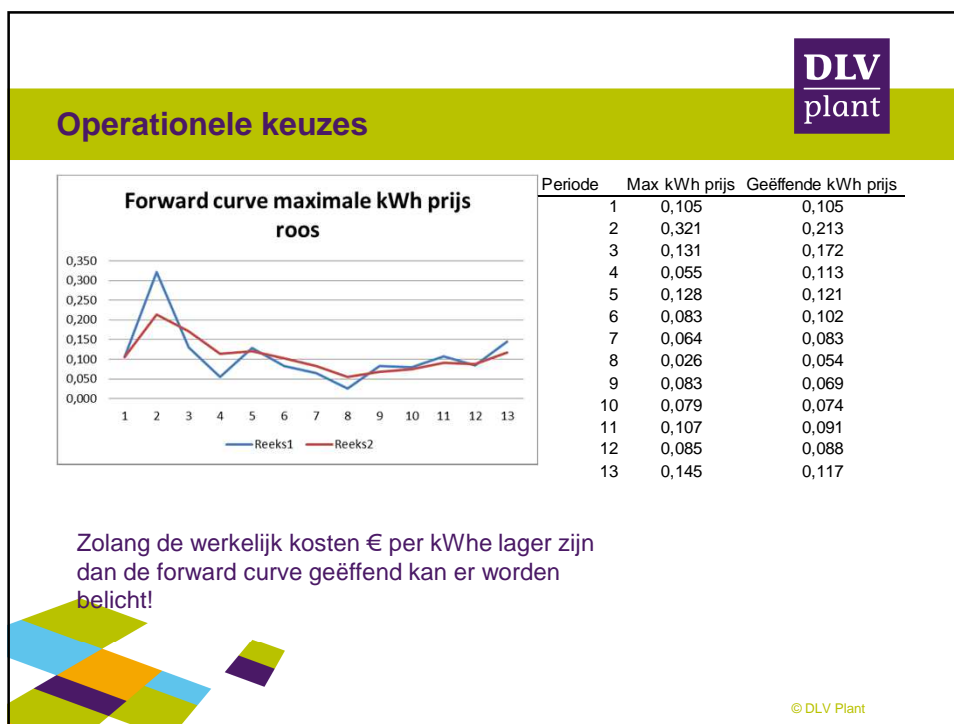 DLV
plant
Operationele keuzes
Forward curve maximale kWh prijs
roos
0,350
0,300
0,250
0,200
0,150
0,100
0,050
0,000
1 2 3 4 5 6 7 8 9 10 11 12 13
Reeks1 Reeks2
Periode Max kWh prijs Geëffende kWh prijs
1 0,105 0,105
2 0,321 0,213
3 0,131 0,172
4 0,055 0,113
5 0,128 0,121
6 0,083 0,102
7 0,064 0,083
8 0,026 0,054
9 0,083 0,069
10 0,079 0,074
11 0,107 0,091
12 0,085 0,088
13 0,145 0,117
Zolang de werkelijk kosten € per kWhe lager zijn
dan de forward curve geëffend kan er worden
belicht!
© DLV Plant